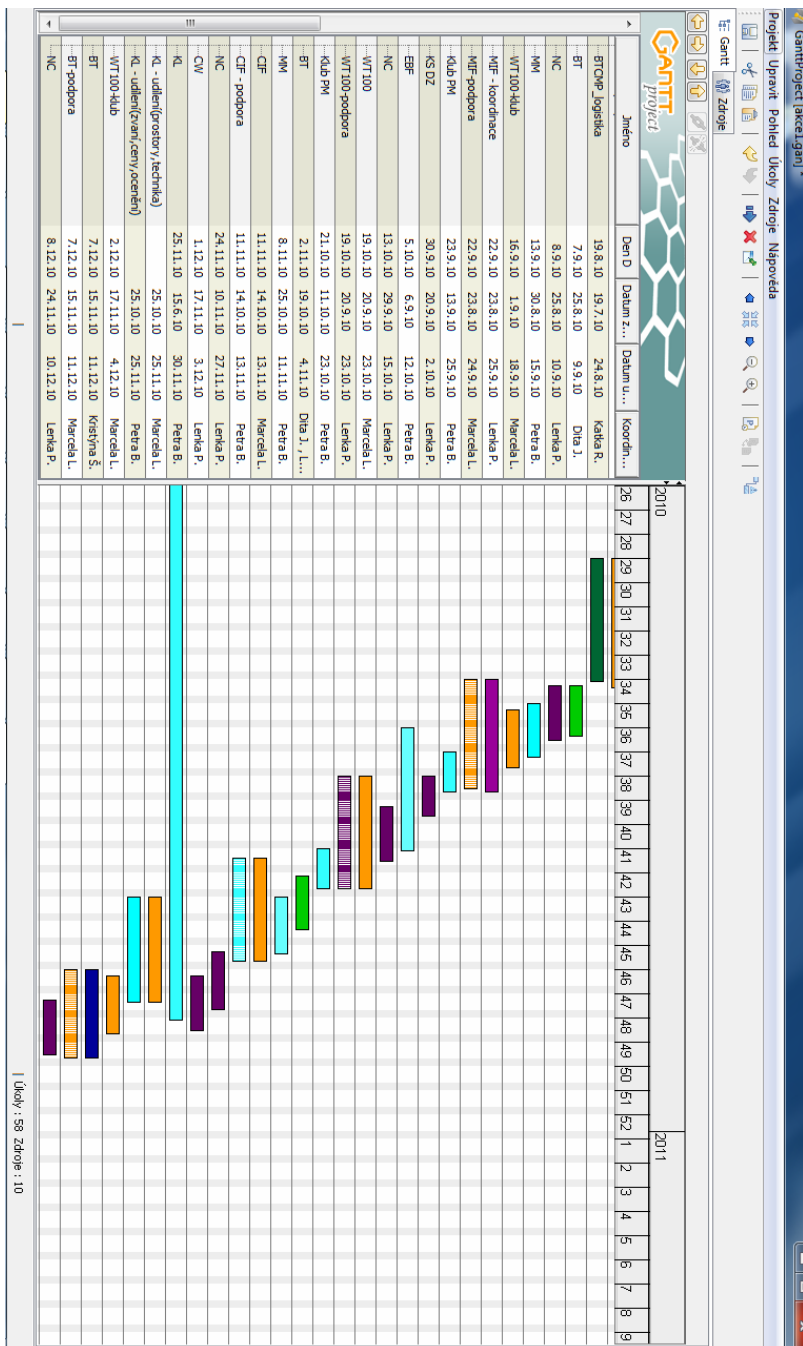 GanttProject [akce1.gan] *
Projekt Upravit Pohled Úkoly Zdroje Nápověda
Gantt Zdroje
GANTT project
2010 2011
Jméno Den D Datum z... Datum u... Koordin...
26 27 28 29 30 31 32 33 34 35 36 37 38 39 40 41 42 43 44 45 46 47 48 49 50 51 52 1 2 3 4 5 6 7 8 9
BTCMP_logistika 19.8.10 19.7.10 24.8.10 Katka R.
BT 7.9.10 25.8.10 9.9.10 Dita J.
NC 8.9.10 25.8.10 10.9.10 Lenka P.
MM 13.9.10 30.8.10 15.9.10 Petra B.
WT100-klub 16.9.10 1.9.10 18.9.10 Marcela L.
MIF - koordinace 22.9.10 23.8.10 25.9.10 Petra B.
MIF-podpora 22.9.10 23.8.10 24.9.10 Marcela L.
Klub PM 23.9.10 13.9.10 25.9.10 Petra B.
KS DZ 30.9.10 20.9.10 2.10.10 Lenka P.
EBF 5.10.10 6.9.10 12.10.10 Petra B.
NC 13.10.10 29.9.10 15.10.10 Lenka P.
WT100 19.10.10 20.9.10 23.10.10 Marcela L.
WT100-podpora 19.10.10 20.9.10 23.10.10 Lenka P.
Klub PM 21.10.10 11.10.10 23.10.10 Petra B.
BT 2.11.10 19.10.10 4.11.10 Dita J. , L...
MM 8.11.10 25.10.10 11.11.10 Petra B.
CIF 11.11.10 14.10.10 13.11.10 Marcela L.
CIF - podpora 11.11.10 14.10.10 13.11.10 Petra B.
NC 24.11.10 10.11.10 27.11.10 Lenka P.
CW 1.12.10 17.11.10 3.12.10 Lenka P.
KL 25.11.10 15.6.10 30.11.10 Petra B.
KL - udílení(prostory,technika) 25.10.10 25.11.10 Marcela L.
KL - udílení(zvaní,ceny,ocenění) 25.10.10 25.11.10 Petra B.
WT100-klub 2.12.10 17.11.10 4.12.10 Marcela L.
BT 7.12.10 15.11.10 11.12.10 Kristýna Š.
BT-podpora 7.12.10 15.11.10 11.12.10 Marcela L.
NC 8.12.10 24.11.10 10.12.10 Lenka P.
Úkoly : 58 Zdroje : 10